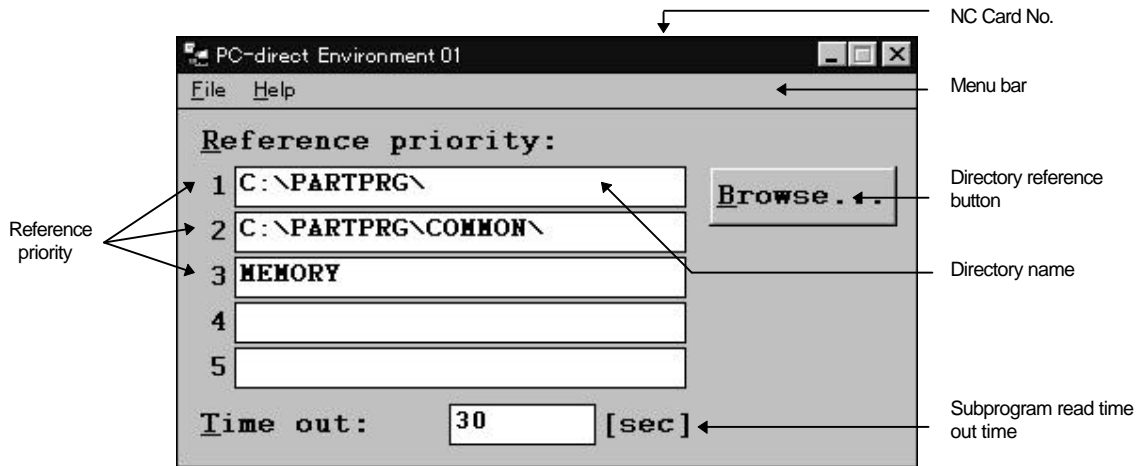 NC Card No.
PC-direct Environment 01
File Help
Menu bar
Reference priority:
1 C:\PARTPRG\
Browse...
Directory reference
button
2 C:\PARTPRG\COMMON\
Reference
priority
3 MEMORY
Directory name
4
5
Time out: 30 [sec]
Subprogram read time
out time